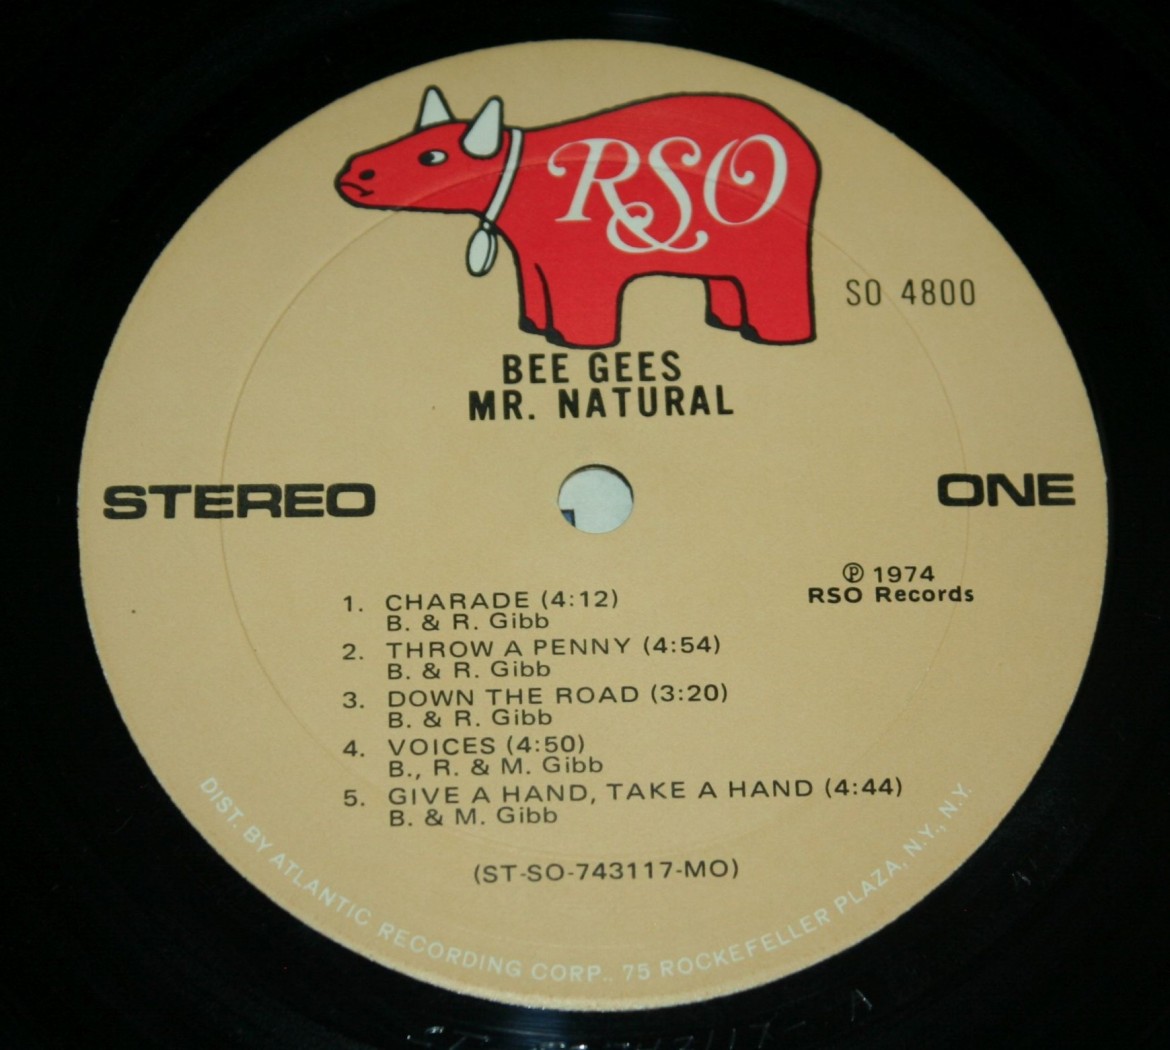 RSO
SO 4800
BEE GEES
MR. NATURAL
STEREO
ONE
℗ 1974
RSO Records
1. CHARADE (4:12)
B. & R. Gibb
2. THROW A PENNY (4:54)
B. & R. Gibb
3. DOWN THE ROAD (3:20)
B. & R. Gibb
4. VOICES (4:50)
B., R. & M. Gibb
5. GIVE A HAND, TAKE A HAND (4:44)
B. & M. Gibb
(ST-SO-743117-MO)
DIST. BY ATLANTIC RECORDING CORP.. 75 ROCKEFELLER PLAZA, N.Y., N.Y.